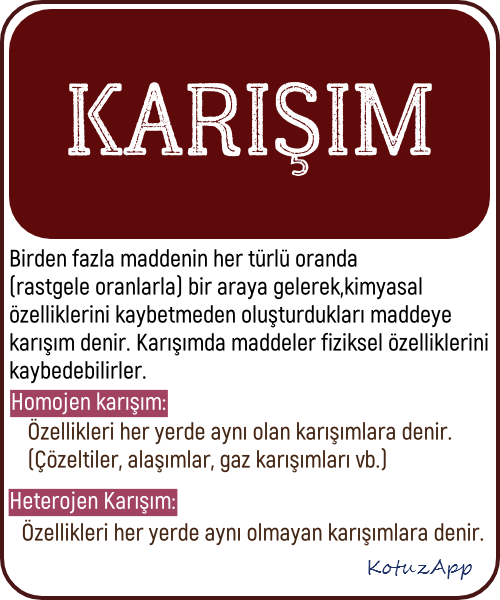 KARIŞIM
Birden fazla maddenin her türlü oranda
(rastgele oranlarla) bir araya gelerek,kimyasal
özelliklerini kaybetmeden oluşturdukları maddeye
karışım denir. Karışımda maddeler fiziksel özelliklerini
kaybedebilirler.
Homojen karışım:
Özellikleri her yerde aynı olan karışımlara denir.
(Çözeltiler, alaşımlar, gaz karışımları vb.)
Heterojen Karışım:
Özellikleri her yerde aynı olmayan karışımlara denir.
KotuzApp